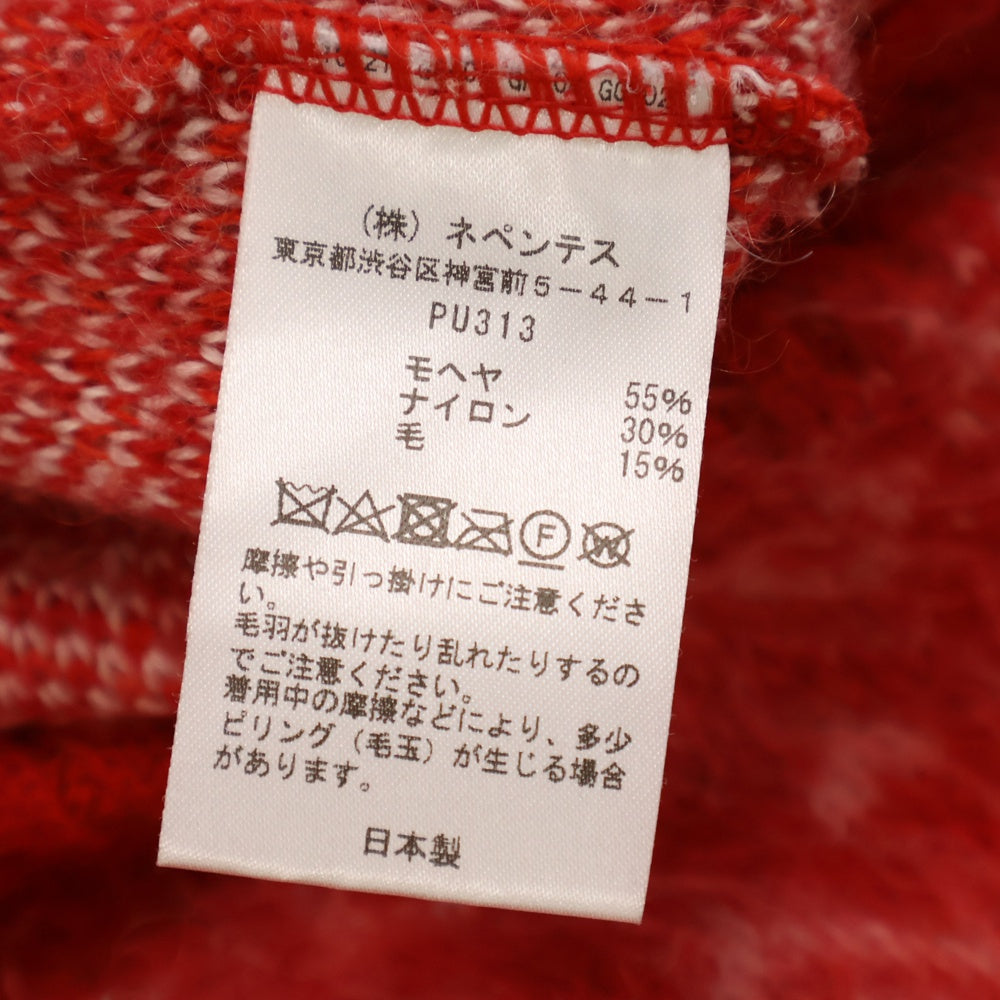 (株) ネペンテス
東京都渋谷区神宮前5-44-1
PU313
モヘヤ 55%
ナイロン 30%
毛 15%
F W
摩擦や引っ掛けにご注意くださ
い。
毛羽が抜けたり乱れたりするの
でご注意ください。
着用中の摩擦などにより、多少
ピリング(毛玉)が生じる場合
があります。
日本製